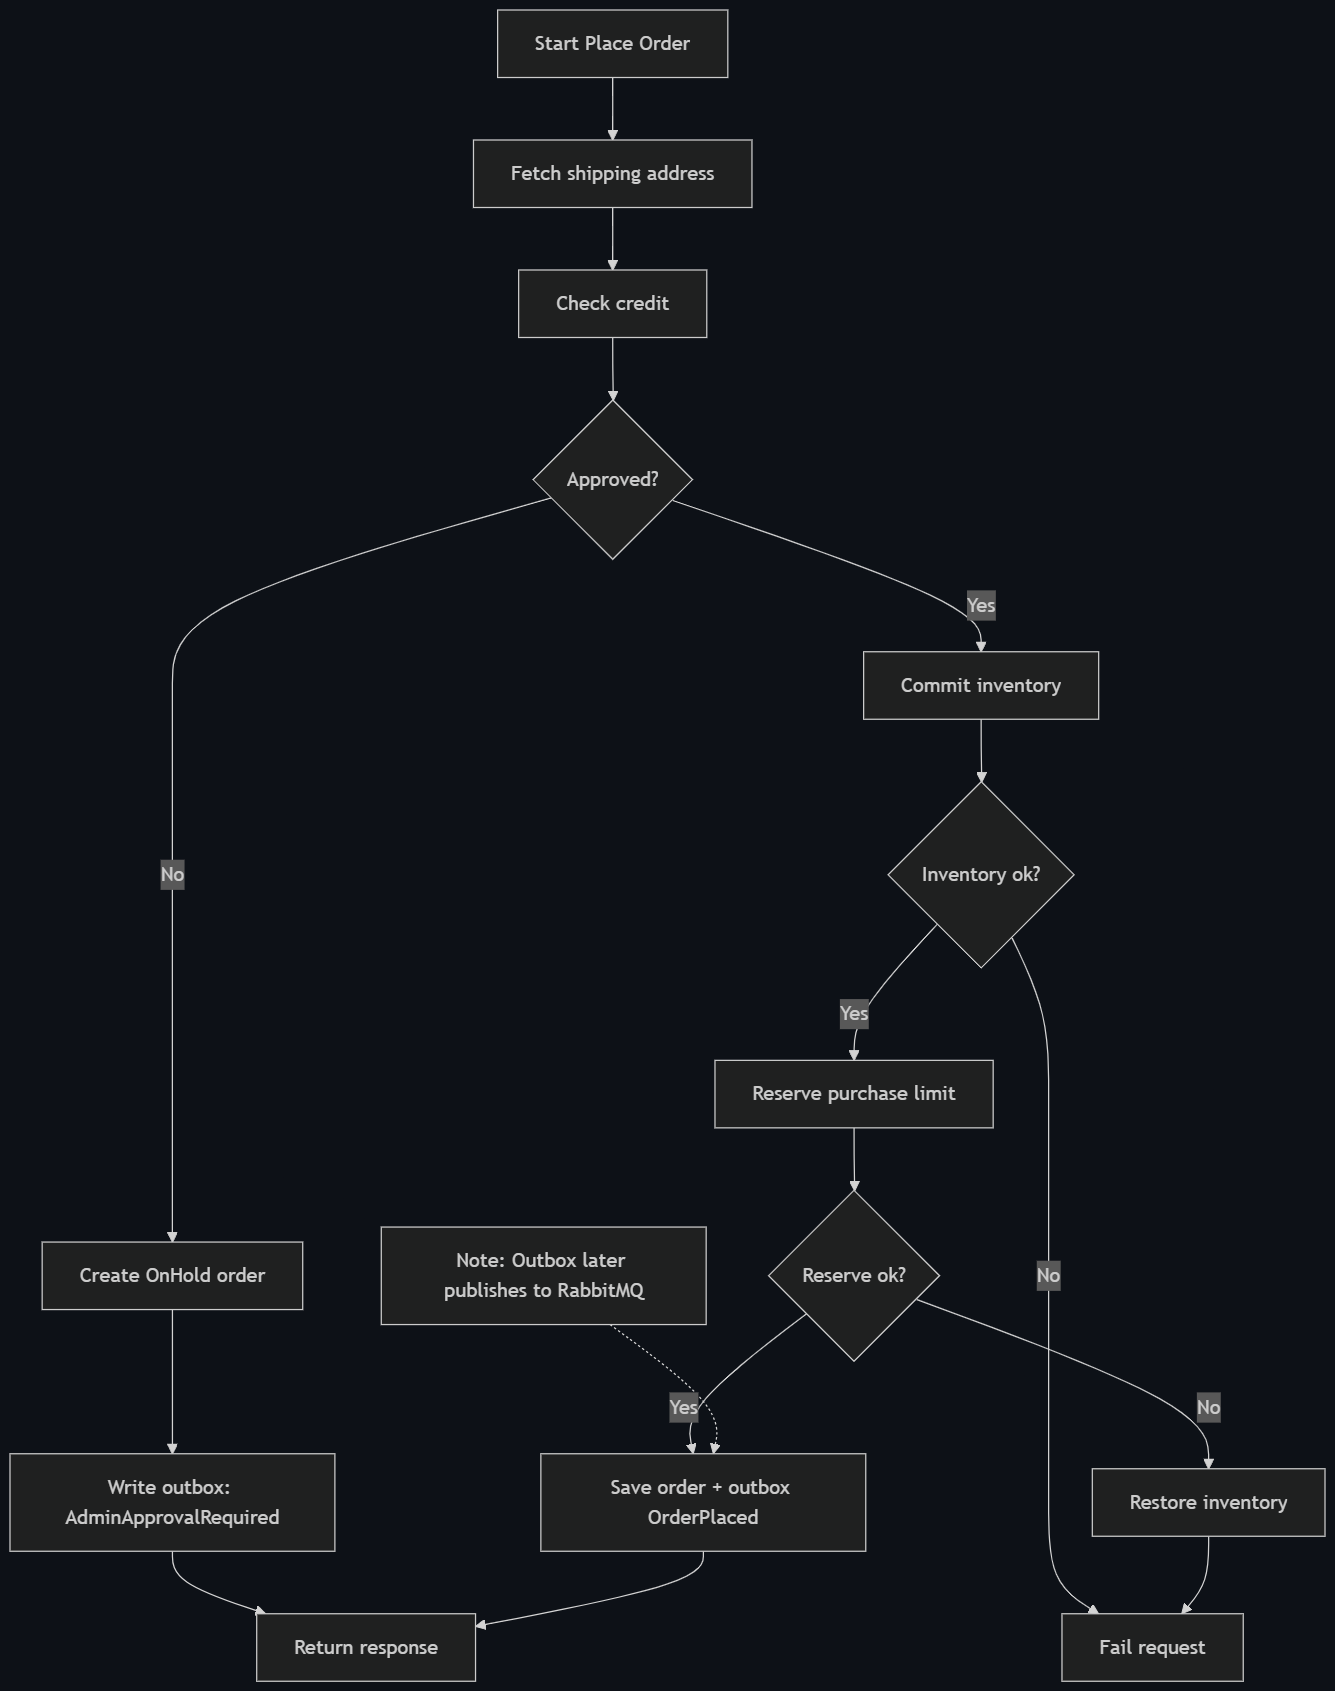 Start Place Order
Fetch shipping address
Check credit
Approved?
Yes
Commit inventory
No
Inventory ok?
Yes
Reserve purchase limit
Create OnHold order
Note: Outbox later
publishes to RabbitMQ
Reserve ok?
No
Yes
No
Write outbox:
AdminApprovalRequired
Save order + outbox
OrderPlaced
Restore inventory
Return response
Fail request